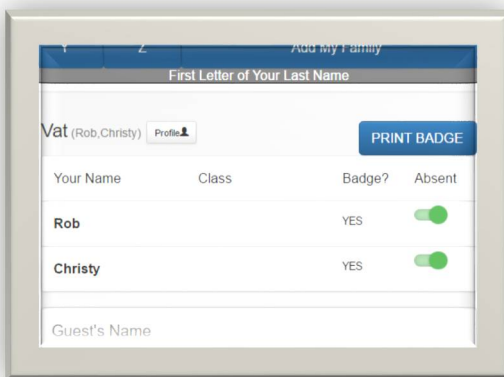 Y Z Add My Family
First Letter of Your Last Name
Vat (Rob,Christy) Profile
PRINT BADGE
Your Name Class Badge? Absent
Rob YES
Christy YES
Guest's Name